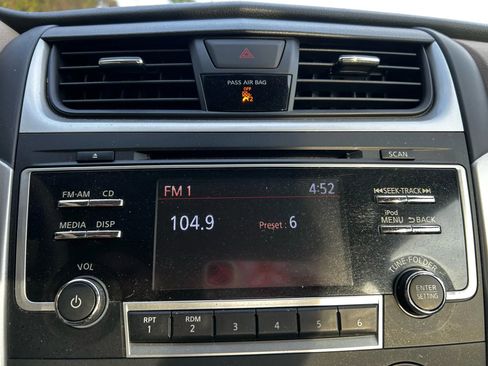 PASS AIR BAG
OFF
2
SCAN
FM·AM CD
FM 1 4:52
SEEK·TRACK
MEDIA DISP
104.9 Preset : 6
iPod
MENU BACK
VOL
TUNE·FOLDER
ENTER
SETTING
RPT
1
RDM
2
3
4
5
6